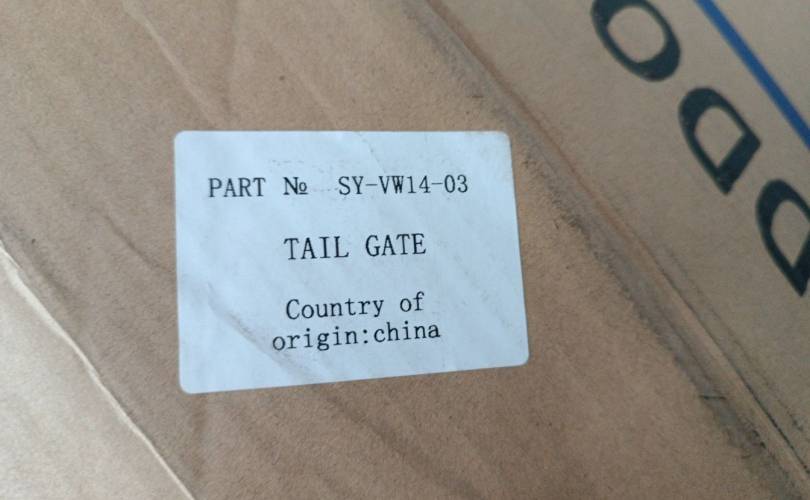 PART № SY-VW14-03
TAIL GATE
Country of
origin:china